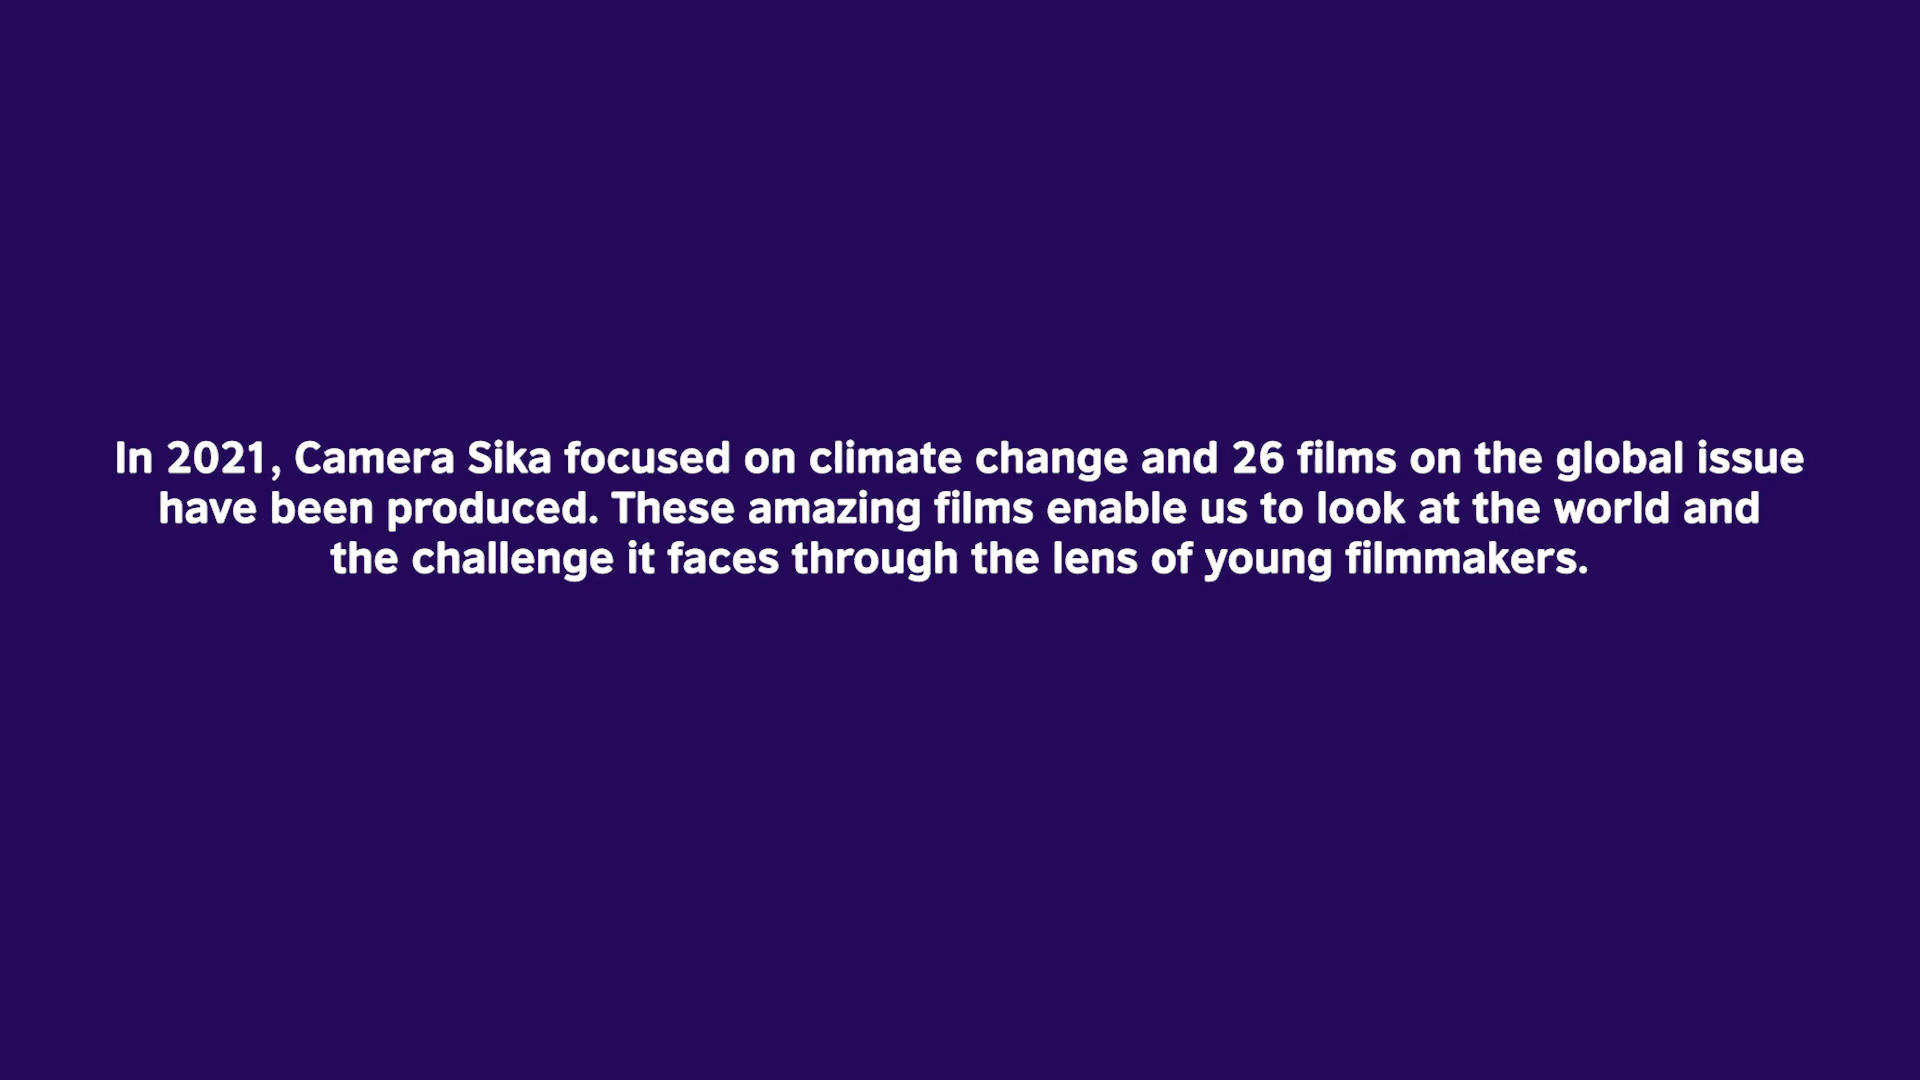 In 2021, Camera Sika focused on climate change and 26 films on the global issue
have been produced. These amazing films enable us to look at the world and
the challenge it faces through the lens of young filmmakers.